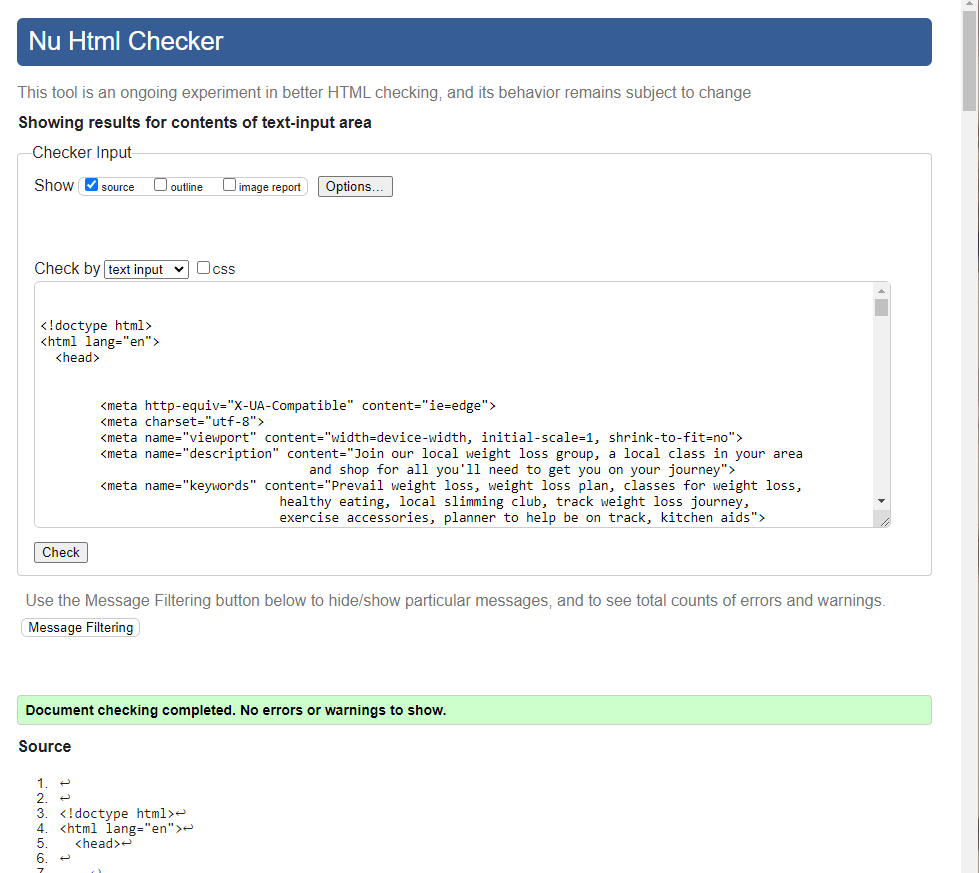 Nu Html Checker
This tool is an ongoing experiment in better HTML checking, and its behavior remains subject to change
Showing results for contents of text-input area
Checker Input
Show source outline image report Options...
Check by text input css
<!doctype html>
<html lang="en">
<head>
<meta http-equiv="X-UA-Compatible" content="ie=edge">
<meta charset="utf-8">
<meta name="viewport" content="width=device-width, initial-scale=1, shrink-to-fit=no">
<meta name="description" content="Join our local weight loss group, a local class in your area
and shop for all you'll need to get you on your journey">
<meta name="keywords" content="Prevail weight loss, weight loss plan, classes for weight loss,
healthy eating, local slimming club, track weight loss journey,
exercise accessories, planner to help be on track, kitchen aids">
Check
Use the Message Filtering button below to hide/show particular messages, and to see total counts of errors and warnings.
Message Filtering
Document checking completed. No errors or warnings to show.
Source
1. ↩
2. ↩
3. <!doctype html>↩
4. <html lang="en">↩
5. <head>↩
6. ↩